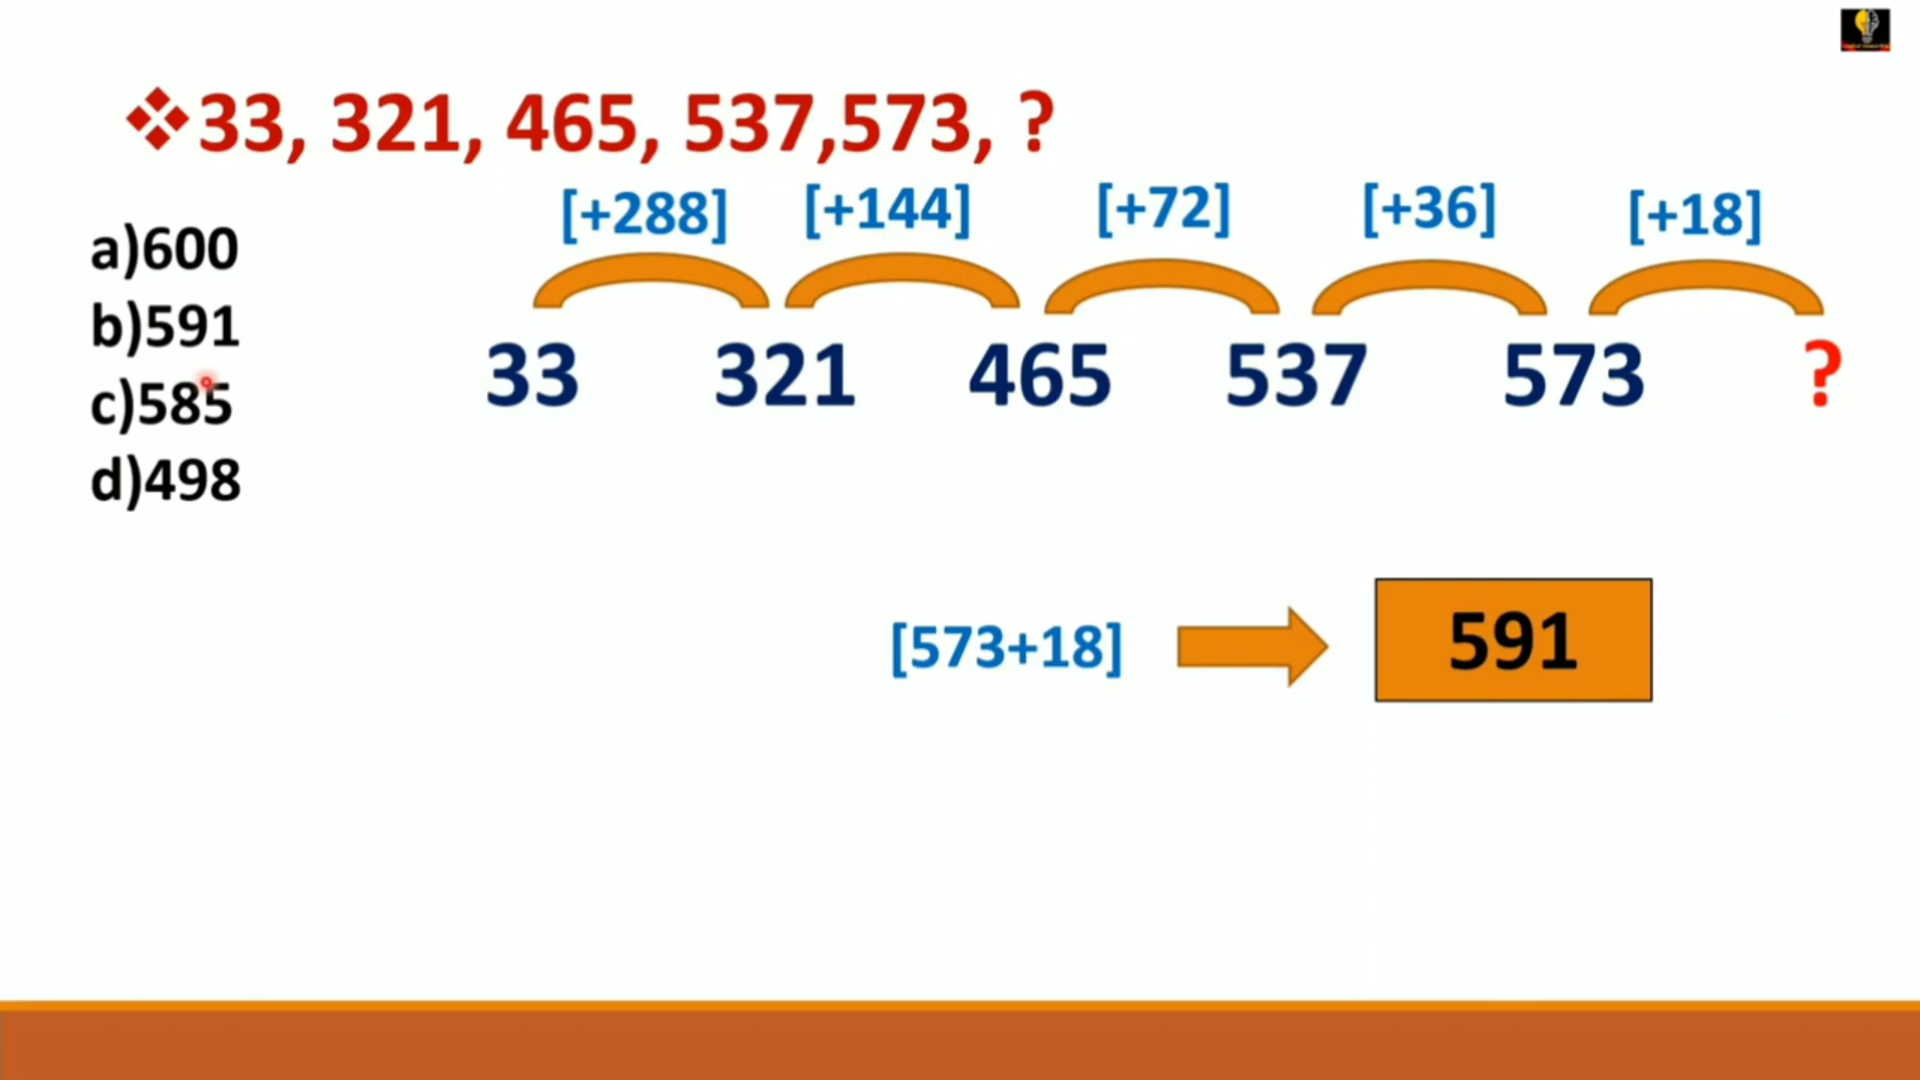 ❖33, 321, 465, 537,573, ?
a)600
b)591
c)585
d)498
[+288] [+144] [+72] [+36] [+18]
33 321 465 537 573 ?
[573+18] 591